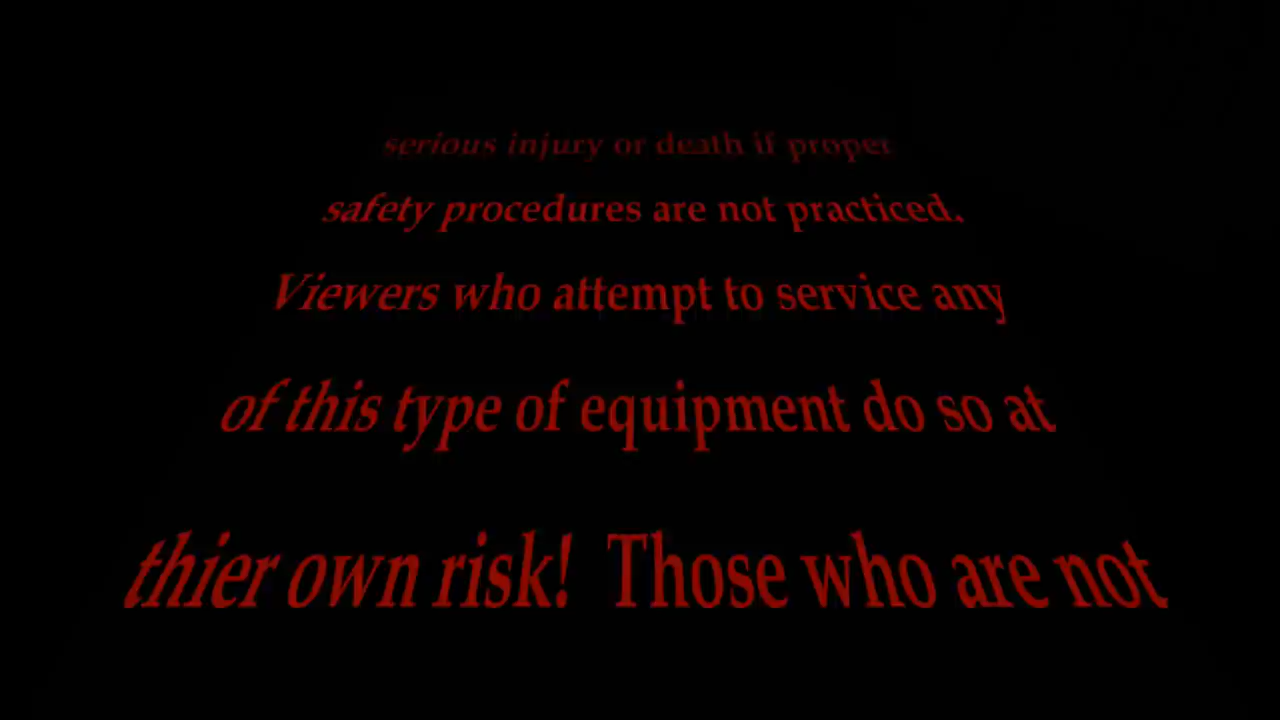 serious injury or death if proper
safety procedures are not practiced.
Viewers who attempt to service any
of this type of equipment do so at
thier own risk!  Those who are not